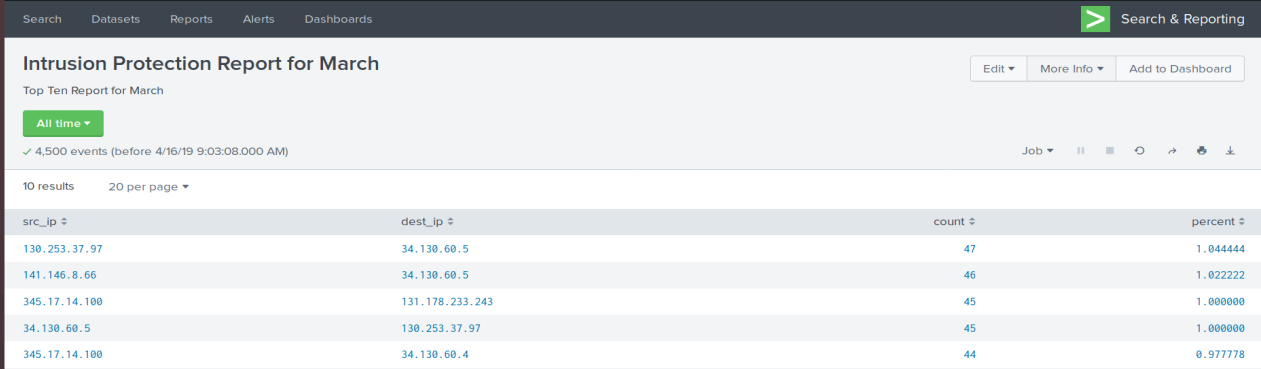 Search Datasets Reports Alerts Dashboards Search & Reporting
Intrusion Protection Report for March
Edit More Info Add to Dashboard
Top Ten Report for March
All time
4,500 events (before 4/16/19 9:03:08.000 AM)
Job
10 results 20 per page
src_ip dest_ip count percent
130.253.37.97 34.130.60.5 47 1.044444
141.146.8.66 34.130.60.5 46 1.022222
345.17.14.100 131.178.233.243 45 1.000000
34.130.60.5 130.253.37.97 45 1.000000
345.17.14.100 34.130.60.4 44 0.977778